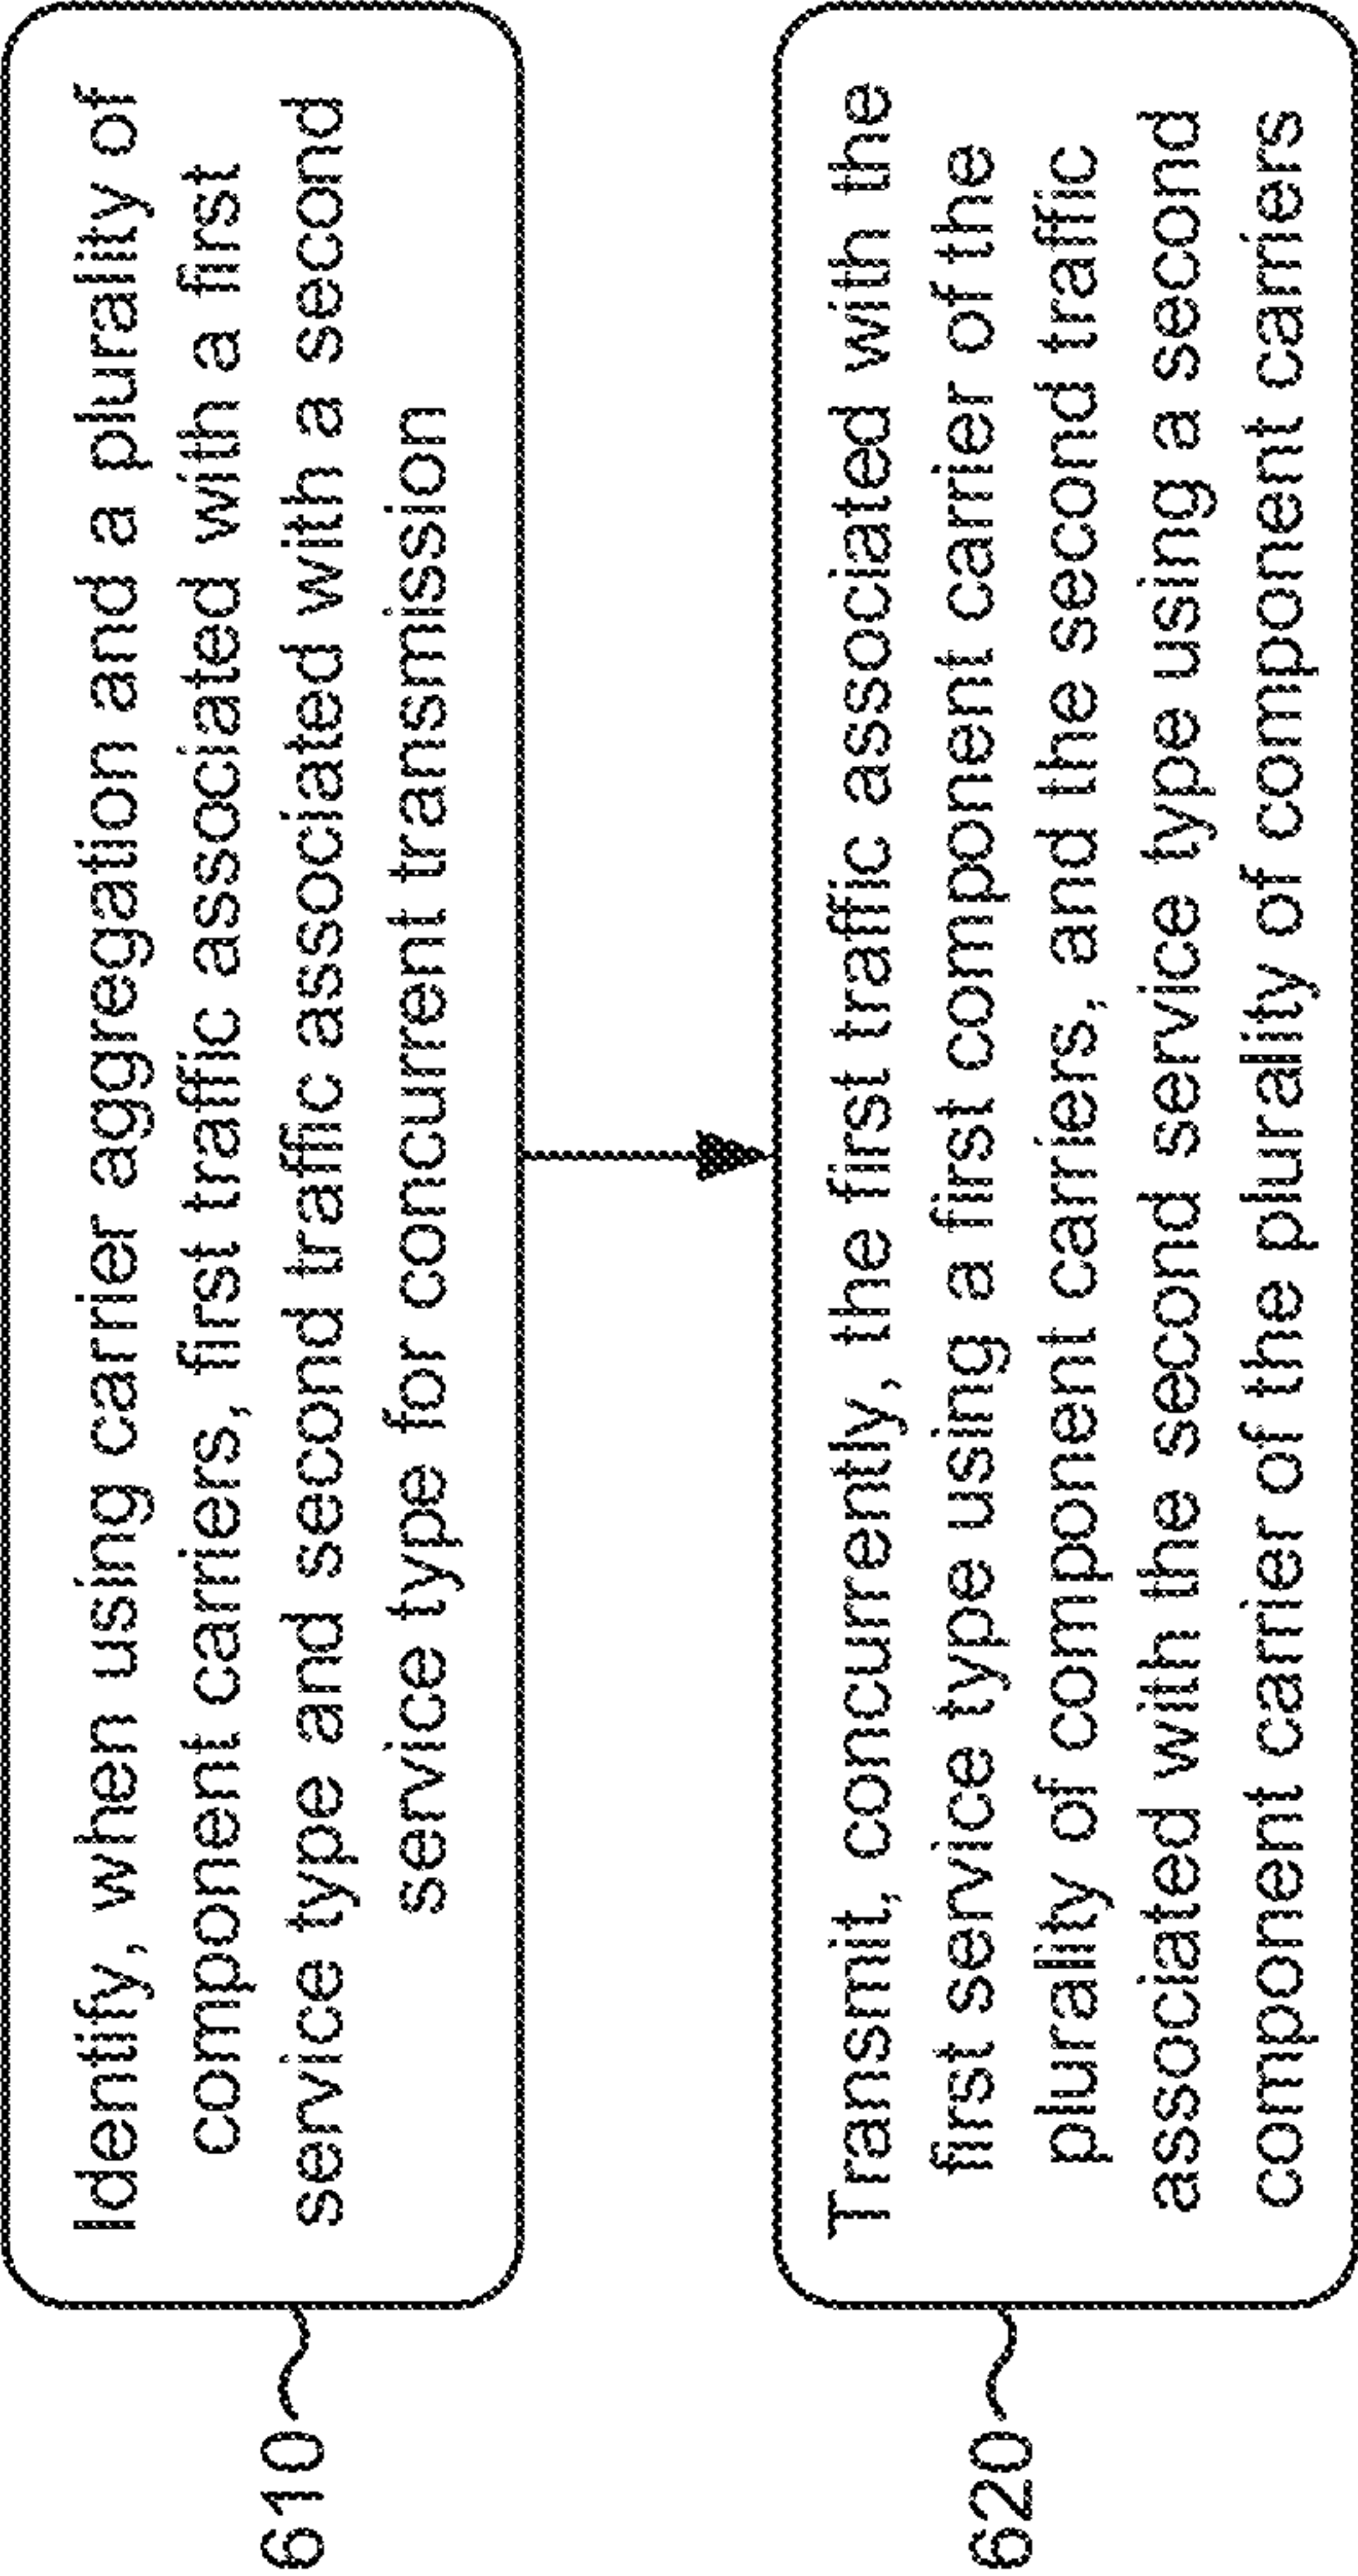 610
Identify, when using carrier aggregation and a plurality of
component carriers, first traffic associated with a first
service type and second traffic associated with a second
service type for concurrent transmission
620
Transmit, concurrently, the first traffic associated with the
first service type using a first component carrier of the
plurality of component carriers, and the second traffic
associated with the second service type using a second
component carrier of the plurality of component carriers